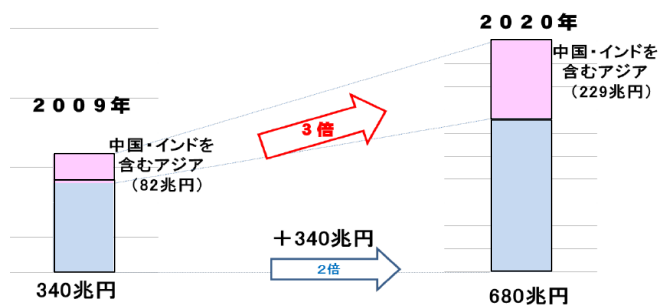 ２００９年
中国・インドを
含むアジア
（82兆円）
340兆円
３倍
＋340兆円
２倍
２０２０年
中国・インドを
含むアジア
（229兆円）
680兆円